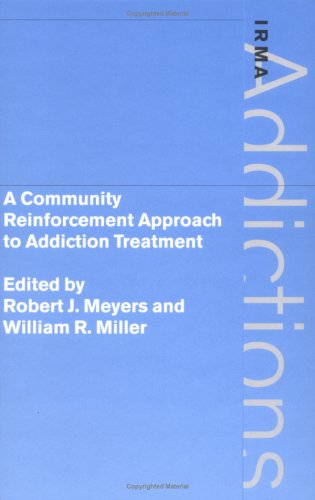 IRMA
Addictions
A Community
Reinforcement Approach
to Addiction Treatment
Edited by
Robert J. Meyers and
William R. Miller